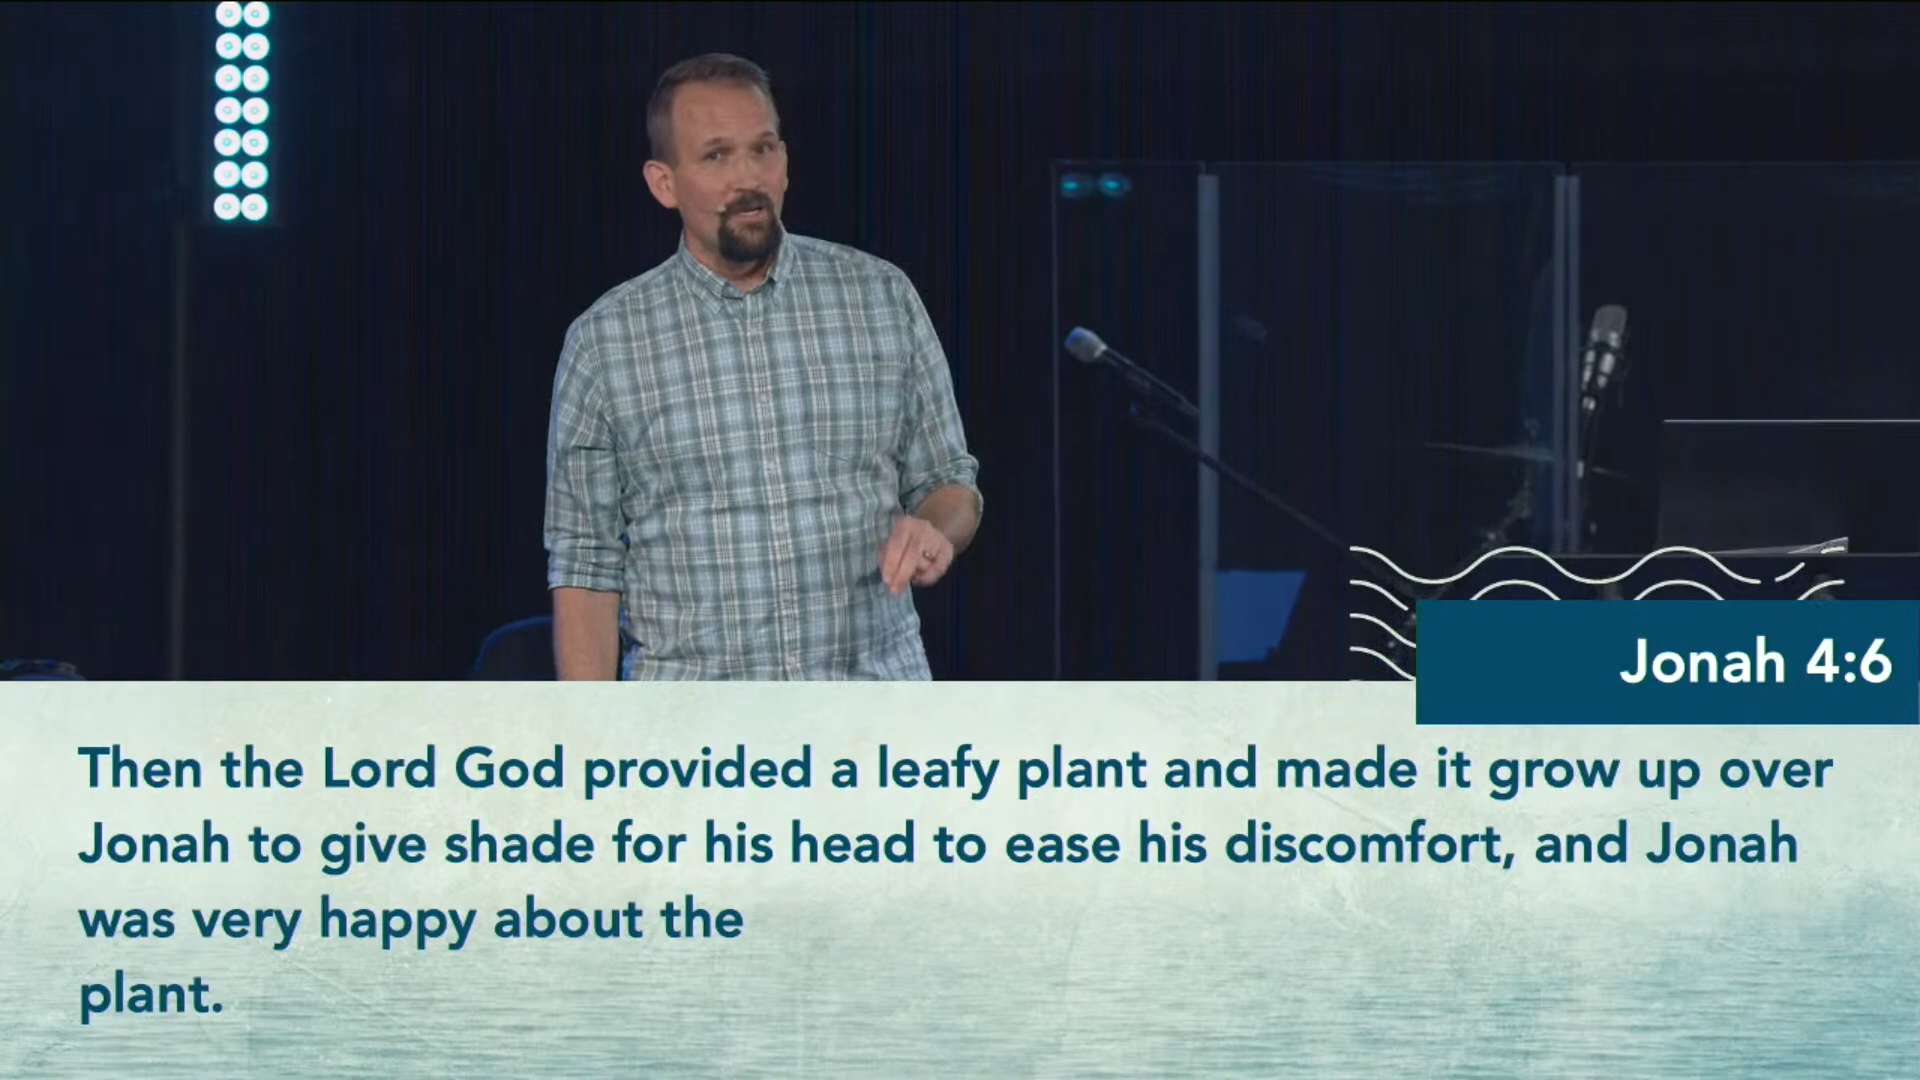 Jonah 4:6
Then the Lord God provided a leafy plant and made it grow up over
Jonah to give shade for his head to ease his discomfort, and Jonah
was very happy about the
plant.